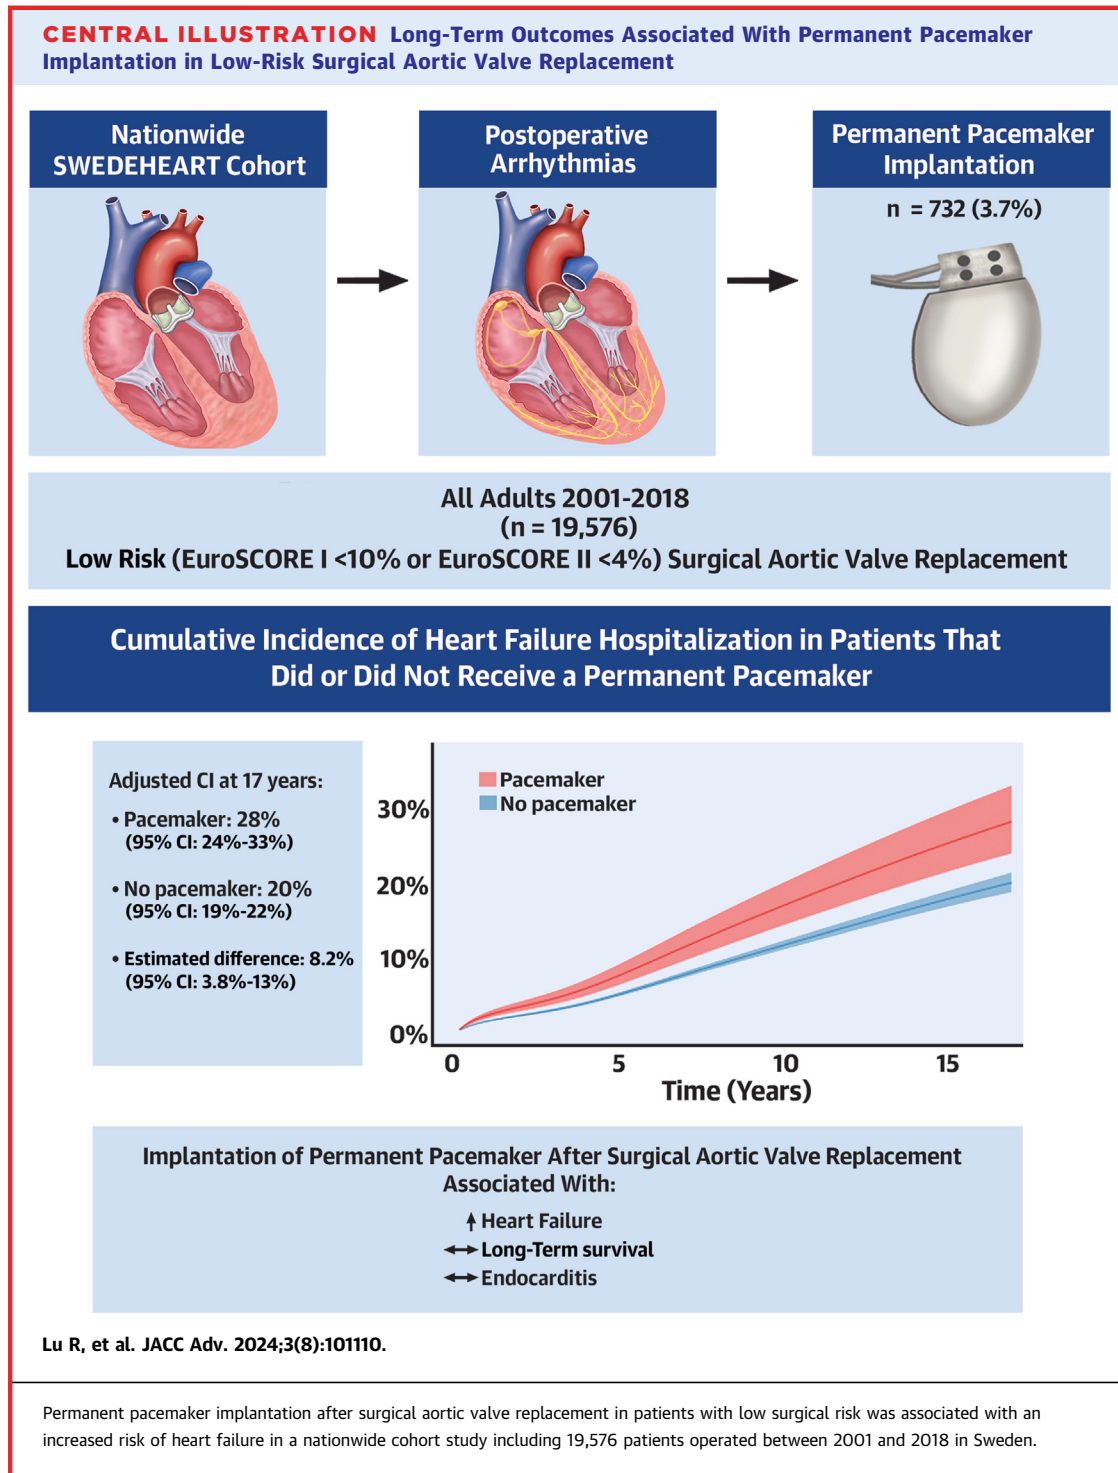 CENTRAL ILLUSTRATION Long-Term Outcomes Associated With Permanent Pacemaker
Implantation in Low-Risk Surgical Aortic Valve Replacement
Nationwide
SWEDEHEART Cohort
Postoperative
Arrhythmias
Permanent Pacemaker
Implantation
n = 732 (3.7%)
All Adults 2001-2018
(n = 19,576)
Low Risk (EuroSCORE I <10% or EuroSCORE II <4%) Surgical Aortic Valve Replacement
Cumulative Incidence of Heart Failure Hospitalization in Patients That
Did or Did Not Receive a Permanent Pacemaker
Adjusted CI at 17 years:
• Pacemaker: 28%
(95% CI: 24%-33%)
• No pacemaker: 20%
(95% CI: 19%-22%)
• Estimated difference: 8.2%
(95% CI: 3.8%-13%)
Pacemaker
No pacemaker
30%
20%
10%
0%
0 5 10 15
Time (Years)
Implantation of Permanent Pacemaker After Surgical Aortic Valve Replacement
Associated With:
↑ Heart Failure
↔ Long-Term survival
↔ Endocarditis
Lu R, et al. JACC Adv. 2024;3(8):101110.
Permanent pacemaker implantation after surgical aortic valve replacement in patients with low surgical risk was associated with an
increased risk of heart failure in a nationwide cohort study including 19,576 patients operated between 2001 and 2018 in Sweden.